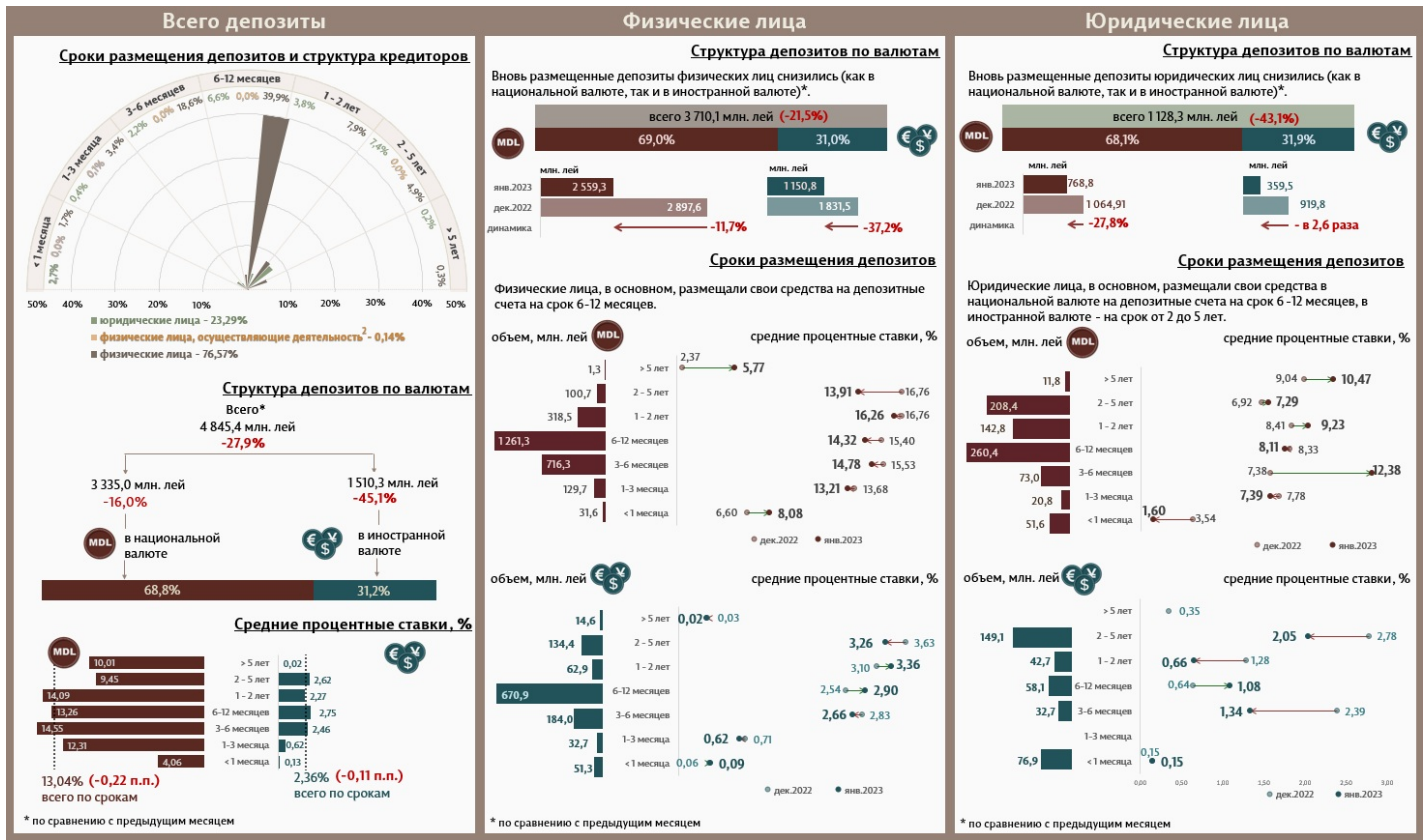 Всего депозиты
Сроки размещения депозитов и структура кредиторов
< 1 месяца
1-3 месяца
3-6 месяцев
6-12 месяцев
1 - 2 лет
2 - 5 лет
> 5 лет
2,7%
0,0%
1,7%
0,4%
0,1%
3,4%
2,2%
0,0%
18,6%
6,6%
0,0%
39,9%
3,8%
7,9%
7,4%
0,0%
4,9%
0,2%
0,3%
50% 40% 30% 20% 10% 10% 20% 30% 40% 50%
юридические лица - 23,29%
физические лица, осуществляющие деятельность2 - 0,14%
физические лица - 76,57%
Структура депозитов по валютам
Всего*
4 845,4 млн. лей
-27,9%
3 335,0 млн. лей
-16,0%
1 510,3 млн. лей
-45,1%
MDL
в национальной
валюте
€ ¥ $
в иностранной
валюте
68,8% 31,2%
Средние процентные ставки, %
MDL
€ ¥ $
10,01 > 5 лет 0,02
9,45 2 - 5 лет 2,62
14,09 1 - 2 лет 2,27
13,26 6-12 месяцев 2,75
14,55 3-6 месяцев 2,46
12,31 1-3 месяца 0,62
4,06 < 1 месяца 0,13
13,04% (-0,22 п.п.)
всего по срокам
2,36% (-0,11 п.п.)
всего по срокам
* по сравнению с предыдущим месяцем
Физические лица
Структура депозитов по валютам
Вновь размещенные депозиты физических лиц снизились (как в
национальной валюте, так и в иностранной валюте)*.
всего 3 710,1 млн. лей (-21,5%)
MDL 69,0% 31,0% € ¥ $
млн. лей млн. лей
янв.2023 2 559,3 1 150,8
дек.2022 2 897,6 1 831,5
динамика -11,7% -37,2%
Сроки размещения депозитов
Физические лица, в основном, размещали свои средства на депозитные
счета на срок 6-12 месяцев.
объем, млн. лей MDL средние процентные ставки, %
1,3 > 5 лет 2,37 5,77
100,7 2 - 5 лет 13,91 16,76
318,5 1 - 2 лет 16,26 16,76
1 261,3 6-12 месяцев 14,32 15,40
716,3 3-6 месяцев 14,78 15,53
129,7 1-3 месяца 13,21 13,68
31,6 < 1 месяца 6,60 8,08
дек.2022 янв.2023
объем, млн. лей € ¥ $ средние процентные ставки, %
14,6 > 5 лет 0,02 0,03
134,4 2 - 5 лет 3,26 3,63
62,9 1 - 2 лет 3,10 3,36
670,9 6-12 месяцев 2,54 2,90
184,0 3-6 месяцев 2,66 2,83
32,7 1-3 месяца 0,62 0,71
51,3 < 1 месяца 0,06 0,09
дек.2022 янв.2023
* по сравнению с предыдущим месяцем
Юридические лица
Структура депозитов по валютам
Вновь размещенные депозиты юридических лиц снизились (как в
национальной валюте, так и в иностранной валюте)*.
всего 1 128,3 млн. лей (-43,1%)
MDL 68,1% 31,9% € ¥ $
млн. лей млн. лей
янв.2023 768,8 359,5
дек.2022 1 064,91 919,8
динамика -27,8% - в 2,6 раза
Сроки размещения депозитов
Юридические лица, в основном, размещали свои средства в
национальной валюте на депозитные счета на срок 6 -12 месяцев, в
иностранной валюте - на срок от 2 до 5 лет.
объем, млн. лей MDL средние процентные ставки, %
11,8 > 5 лет 9,04 10,47
208,4 2 - 5 лет 6,92 7,29
142,8 1 - 2 лет 8,41 9,23
260,4 6-12 месяцев 8,11 8,33
73,0 3-6 месяцев 7,38 12,38
20,8 1-3 месяца 7,39 7,78
51,6 < 1 месяца 1,60 3,54
дек.2022 янв.2023
объем, млн. лей € ¥ $ средние процентные ставки, %
> 5 лет 0,35
149,1 2 - 5 лет 2,05 2,78
42,7 1 - 2 лет 0,66 1,28
58,1 6-12 месяцев 0,64 1,08
32,7 3-6 месяцев 1,34 2,39
1-3 месяца
76,9 < 1 месяца 0,15 0,15
0,00 0,50 1,00 1,50 2,00 2,50 3,00
дек.2022 янв.2023
* по сравнению с предыдущим месяцем